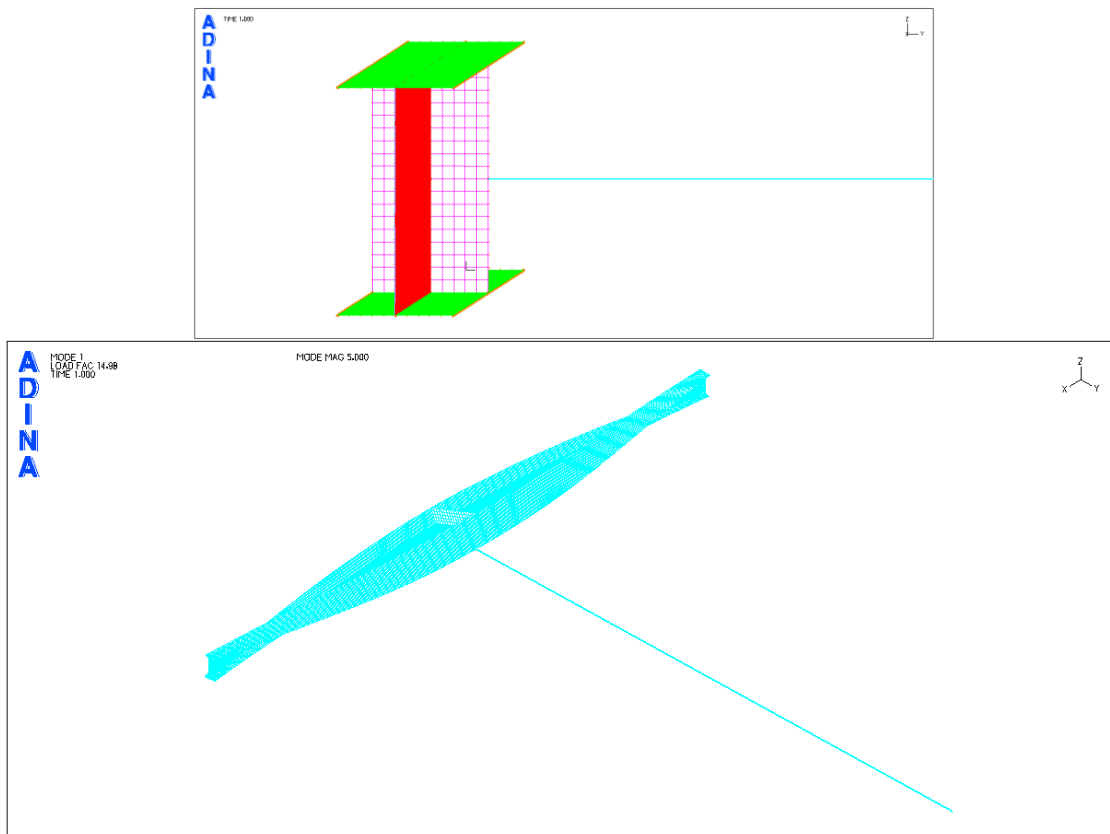 ADINA
TIME 1.000
Z
X Y
ADINA
MODE 1
LOAD FAC 14.98
TIME 1.000
MODE MAG 5.000
Z
X Y